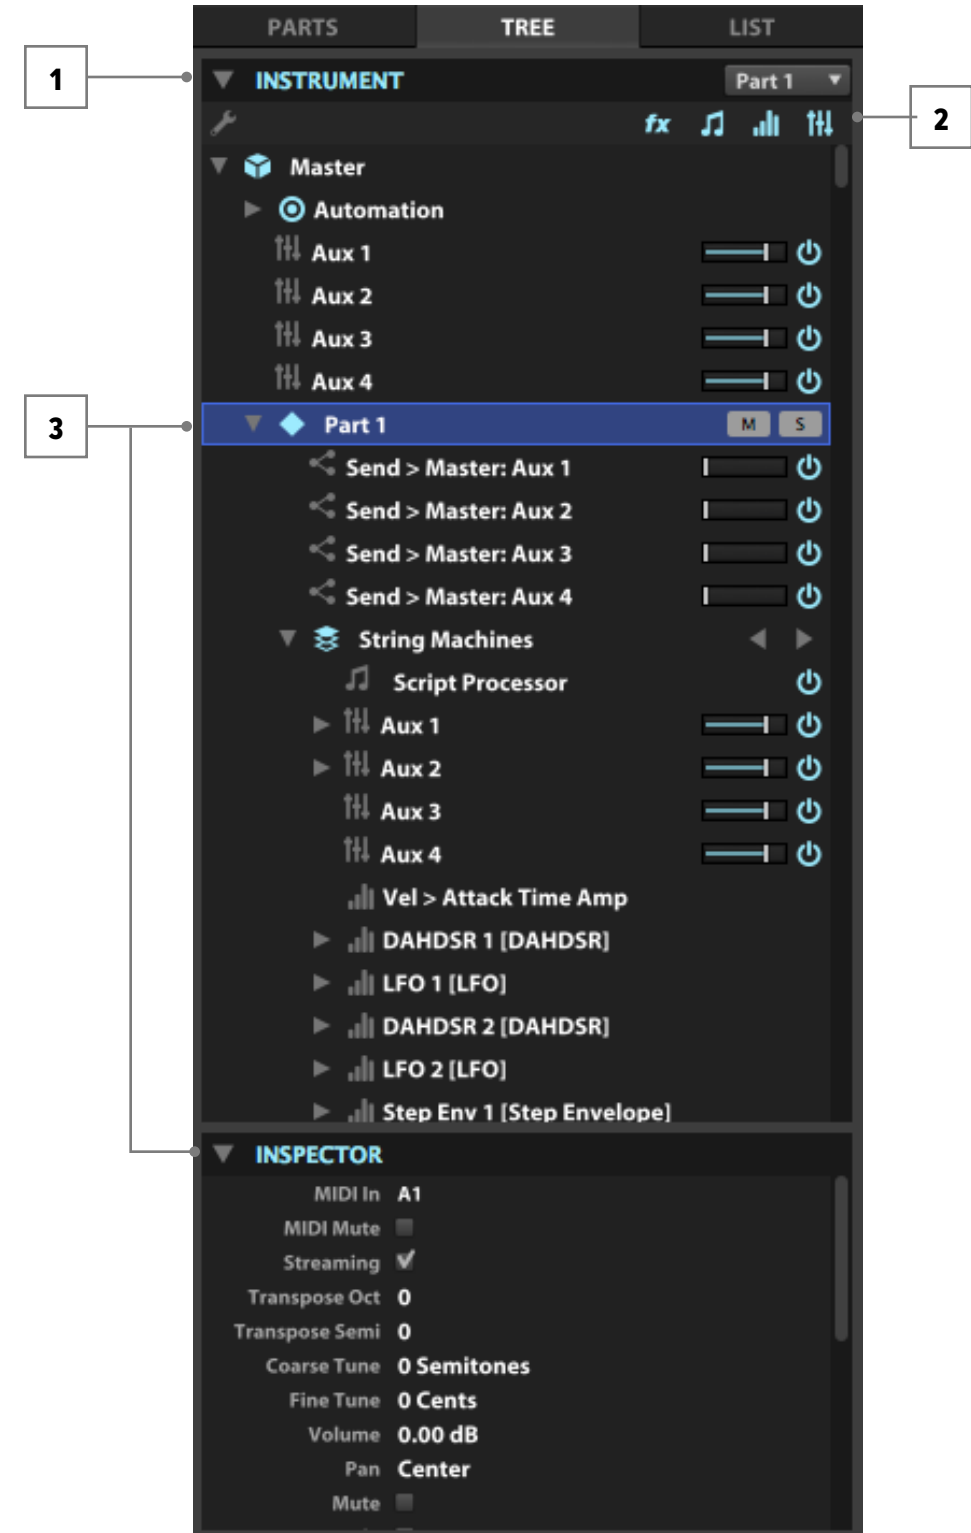 PARTS TREE LIST
1
INSTRUMENT Part 1
fx
2
Master
Automation
Aux 1
Aux 2
Aux 3
Aux 4
3
Part 1 M S
Send > Master: Aux 1
Send > Master: Aux 2
Send > Master: Aux 3
Send > Master: Aux 4
String Machines
Script Processor
Aux 1
Aux 2
Aux 3
Aux 4
Vel > Attack Time Amp
DAHDSR 1 [DAHDSR]
LFO 1 [LFO]
DAHDSR 2 [DAHDSR]
LFO 2 [LFO]
Step Env 1 [Step Envelope]
INSPECTOR
MIDI In A1
MIDI Mute
Streaming
Transpose Oct 0
Transpose Semi 0
Coarse Tune 0 Semitones
Fine Tune 0 Cents
Volume 0.00 dB
Pan Center
Mute